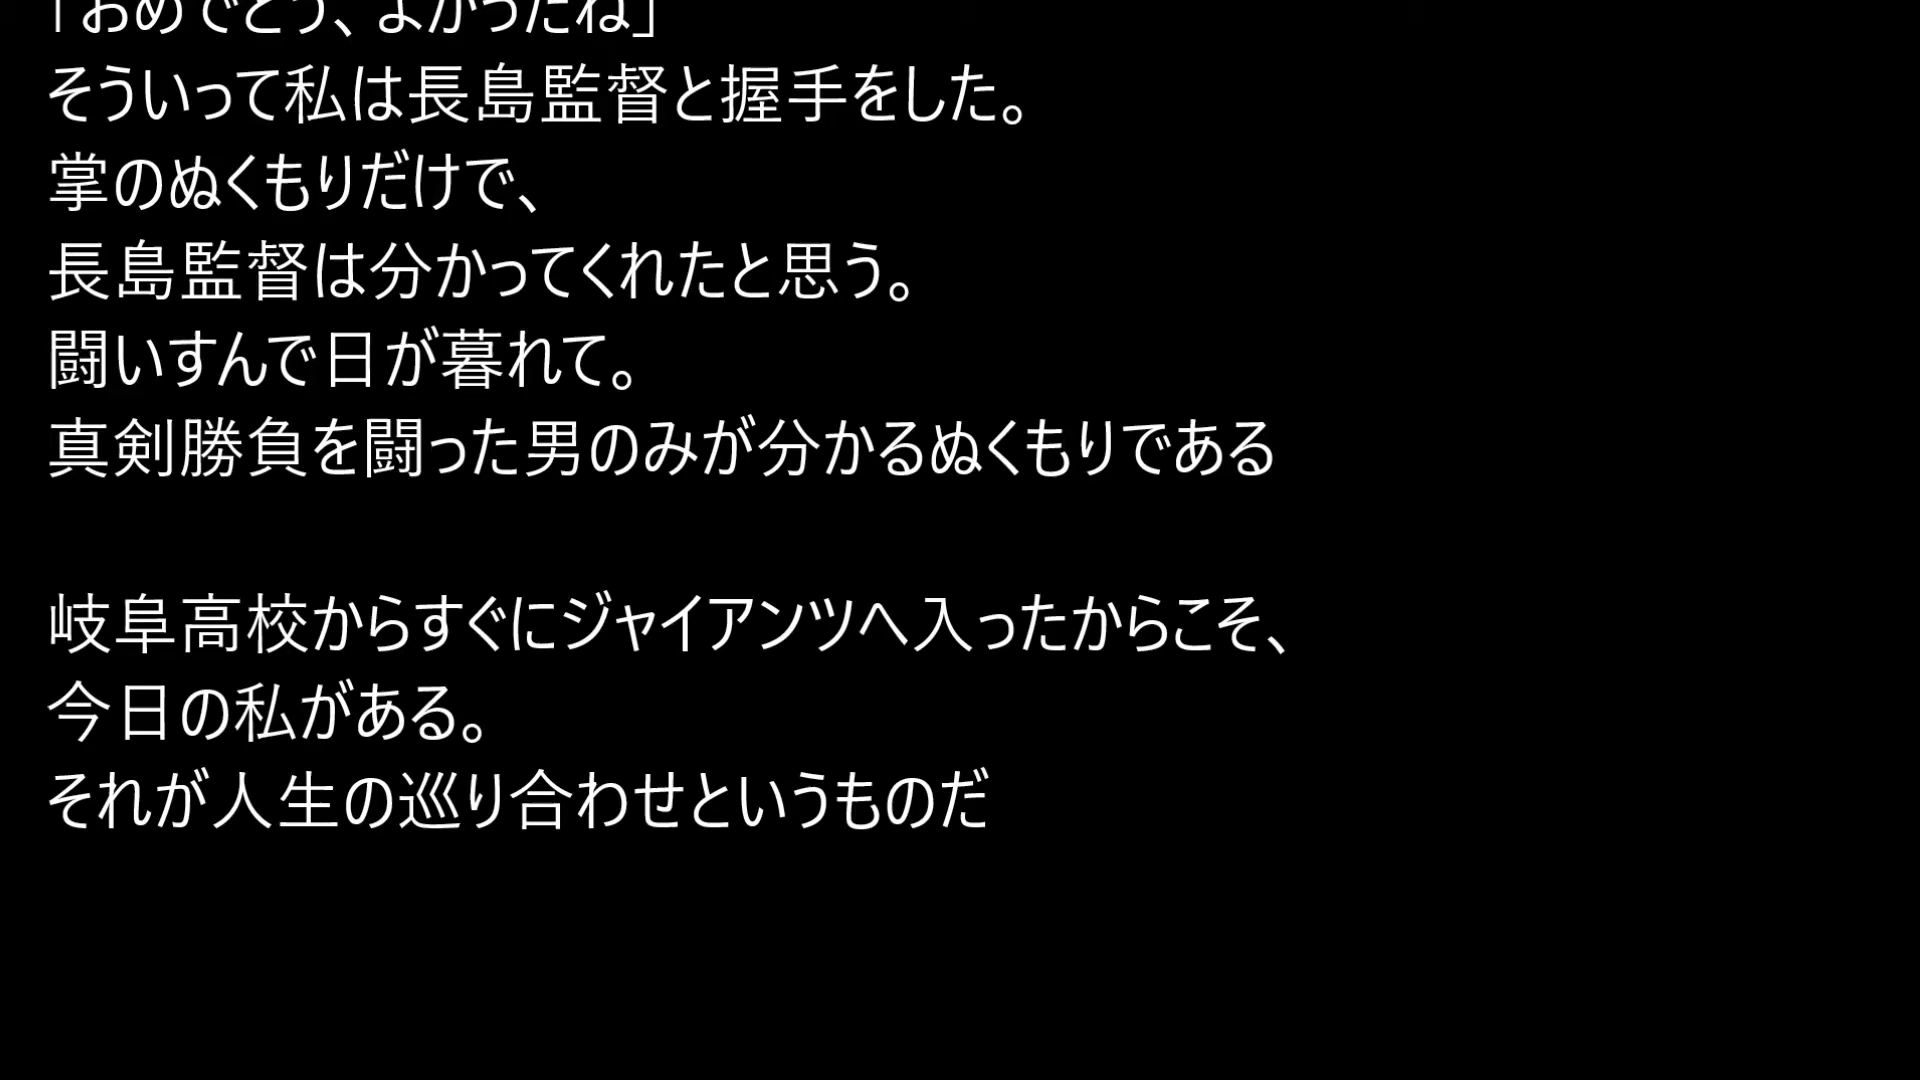 「おめでとう、よかったね」
そういって私は長島監督と握手をした。
掌のぬくもりだけで、
長島監督は分かってくれたと思う。
闘いすんで日が暮れて。
真剣勝負を闘った男のみが分かるぬくもりである
岐阜高校からすぐにジャイアンツへ入ったからこそ、
今日の私がある。
それが人生の巡り合わせというものだ